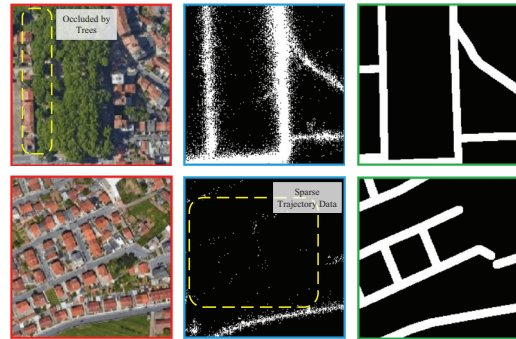 Occluded by
Trees
Sparse
Trajectory Data